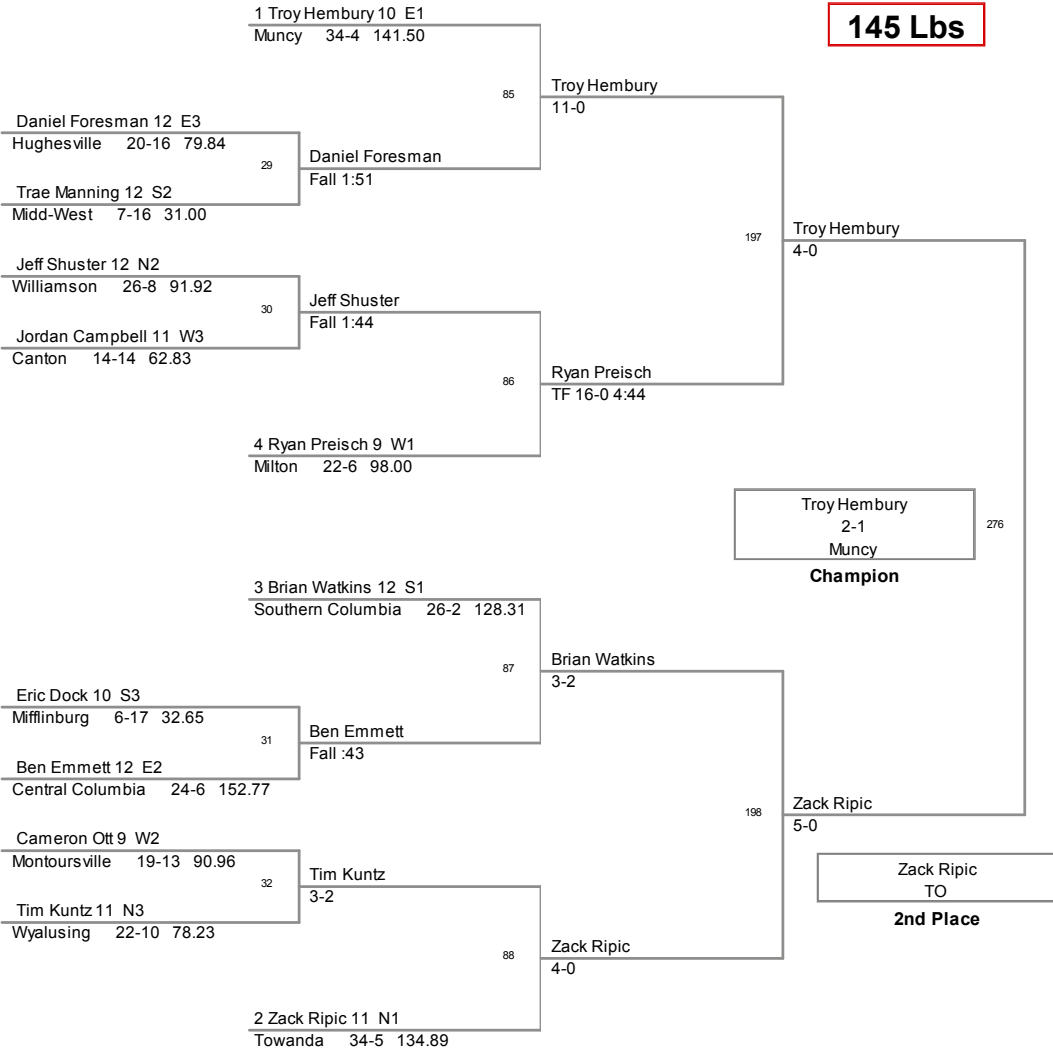 145 Lbs
1 Troy Hembury 10 E1
Muncy 34-4 141.50
85
Troy Hembury
11-0
Daniel Foresman 12 E3
Hughesville 20-16 79.84
29
Daniel Foresman
Fall 1:51
Trae Manning 12 S2
Midd-West 7-16 31.00
197
Troy Hembury
4-0
Jeff Shuster 12 N2
Williamson 26-8 91.92
30
Jeff Shuster
Fall 1:44
Jordan Campbell 11 W3
Canton 14-14 62.83
86
Ryan Preisch
TF 16-0 4:44
4 Ryan Preisch 9 W1
Milton 22-6 98.00
Troy Hembury
2-1
Muncy
276
Champion
3 Brian Watkins 12 S1
Southern Columbia 26-2 128.31
87
Brian Watkins
3-2
Eric Dock 10 S3
Mifflinburg 6-17 32.65
31
Ben Emmett
Fall :43
Ben Emmett 12 E2
Central Columbia 24-6 152.77
198
Zack Ripic
5-0
Cameron Ott 9 W2
Montoursville 19-13 90.96
32
Tim Kuntz
3-2
Zack Ripic
TO
2nd Place
Tim Kuntz 11 N3
Wyalusing 22-10 78.23
88
Zack Ripic
4-0
2 Zack Ripic 11 N1
Towanda 34-5 134.89